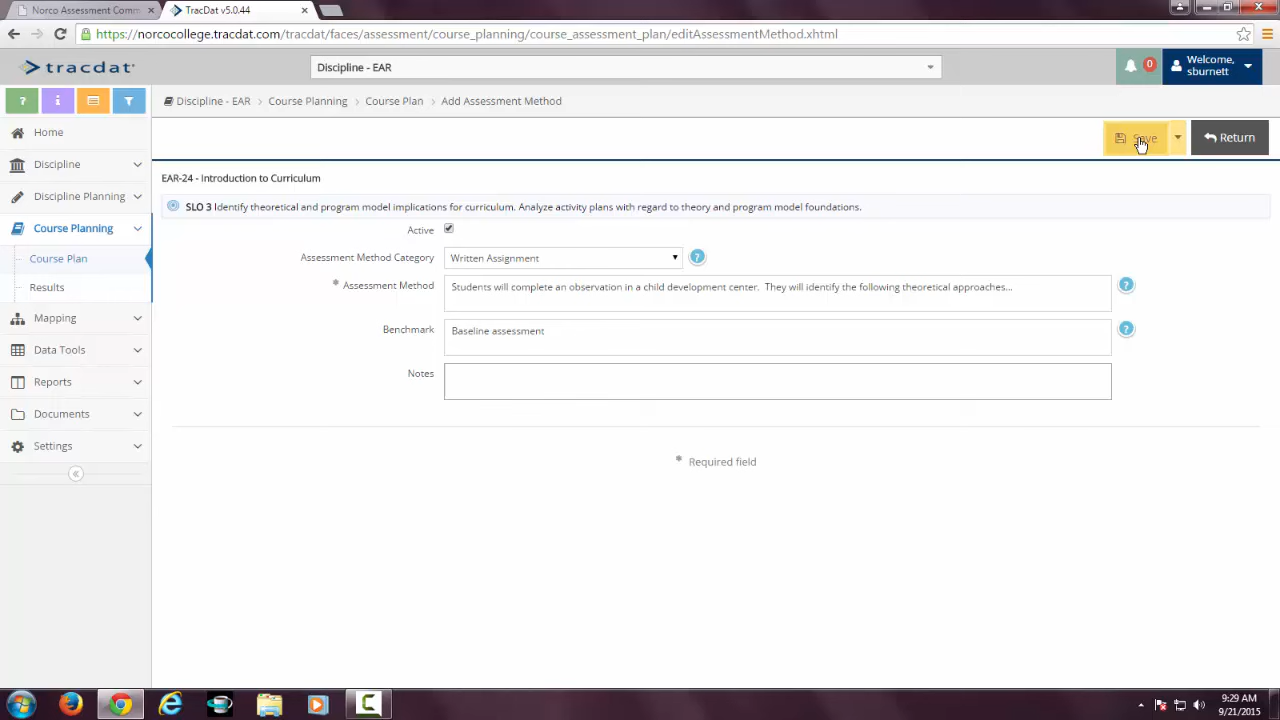 Norco Assessment Comm
TracDat v5.0.44
https://norcocollege.tracdat.com/tracdat/faces/assessment/course_planning/course_assessment_plan/editAssessmentMethod.xhtml
tracdat
Discipline - EAR
0
Welcome,
sburnett
? i
Discipline - EAR > Course Planning > Course Plan > Add Assessment Method
Home
Save
Return
Discipline
EAR-24 - Introduction to Curriculum
Discipline Planning
SLO 3 Identify theoretical and program model implications for curriculum. Analyze activity plans with regard to theory and program model foundations.
Course Planning
Active
Course Plan
Assessment Method Category Written Assignment ?
Results
* Assessment Method Students will complete an observation in a child development center. They will identify the following theoretical approaches... ?
Mapping
Benchmark Baseline assessment ?
Data Tools
Notes
Reports
Documents
Settings
* Required field
9:29 AM
9/21/2015